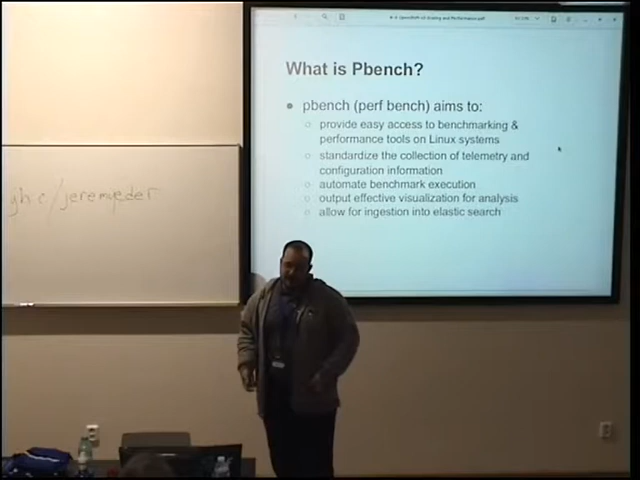 What is Pbench?
● pbench (perf bench) aims to:
○ provide easy access to benchmarking &
performance tools on Linux systems
○ standardize the collection of telemetry and
configuration information
○ automate benchmark execution
○ output effective visualization for analysis
○ allow for ingestion into elastic search
/jeremyeder